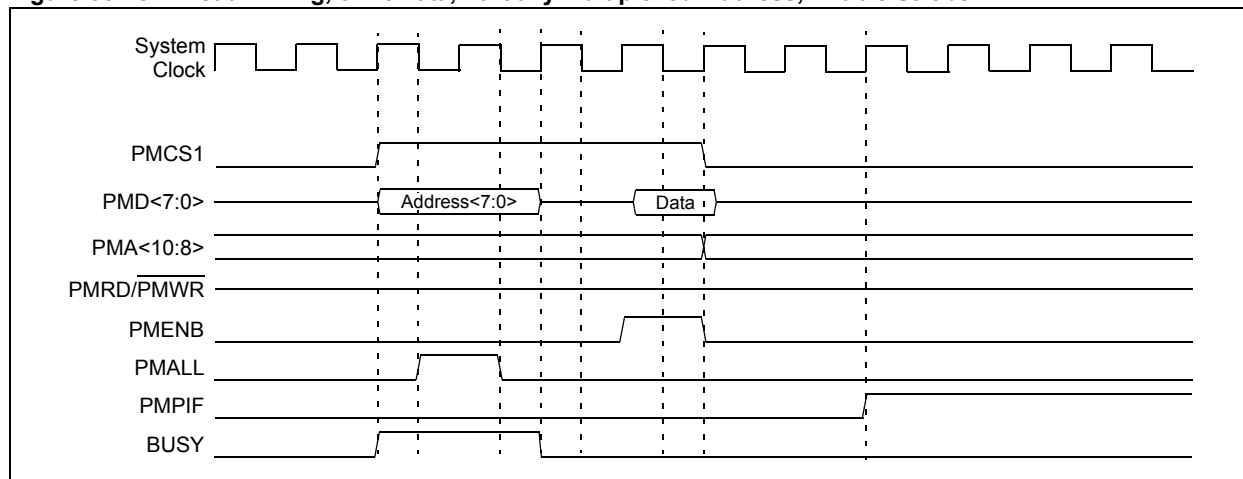 System
Clock
PMCS1
PMD<7:0>
Address<7:0>
Data
PMA<10:8>
PMRD/PMWR
PMENB
PMALL
PMPIF
BUSY